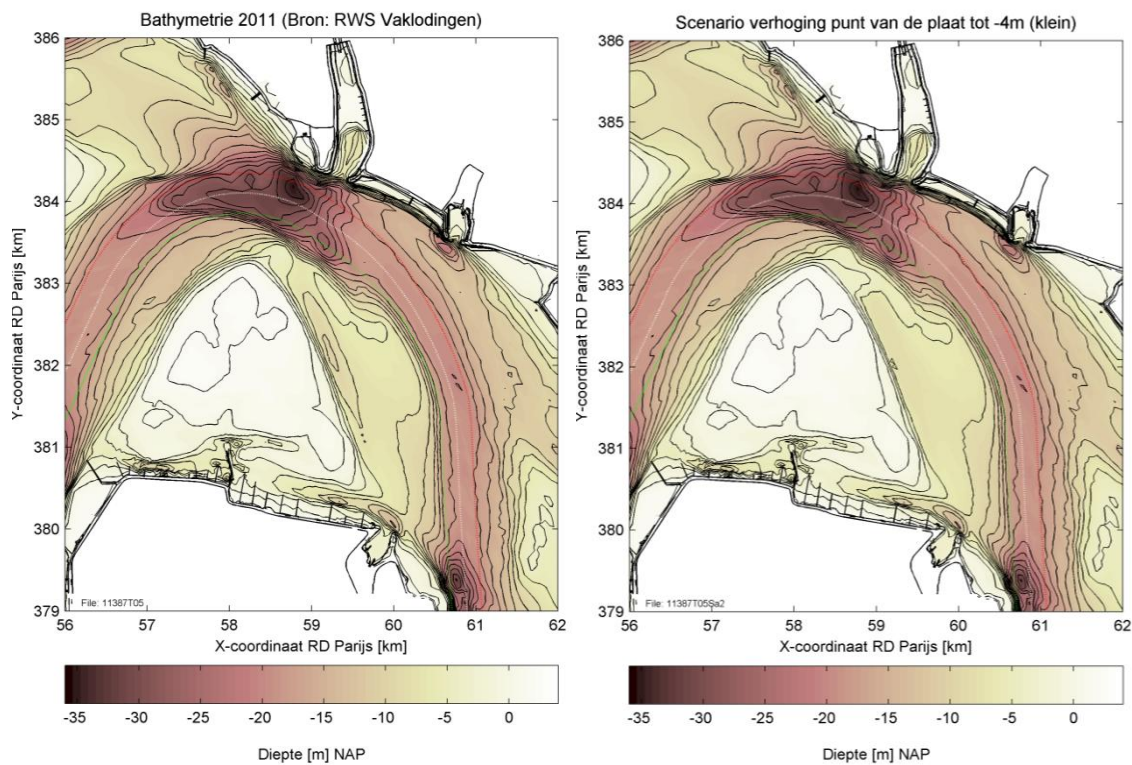 Bathymetrie 2011 (Bron: RWS Vaklodingen)
386
385
384
383
382
381
380
379
Y-coordinaat RD Parijs [km]
File: 11387T05
56 57 58 59 60 61 62
X-coordinaat RD Parijs [km]
-35 -30 -25 -20 -15 -10 -5 0
Diepte [m] NAP
Scenario verhoging punt van de plaat tot -4m (klein)
386
385
384
383
382
381
380
379
Y-coordinaat RD Parijs [km]
File: 11387T05Sa2
56 57 58 59 60 61 62
X-coordinaat RD Parijs [km]
-35 -30 -25 -20 -15 -10 -5 0
Diepte [m] NAP